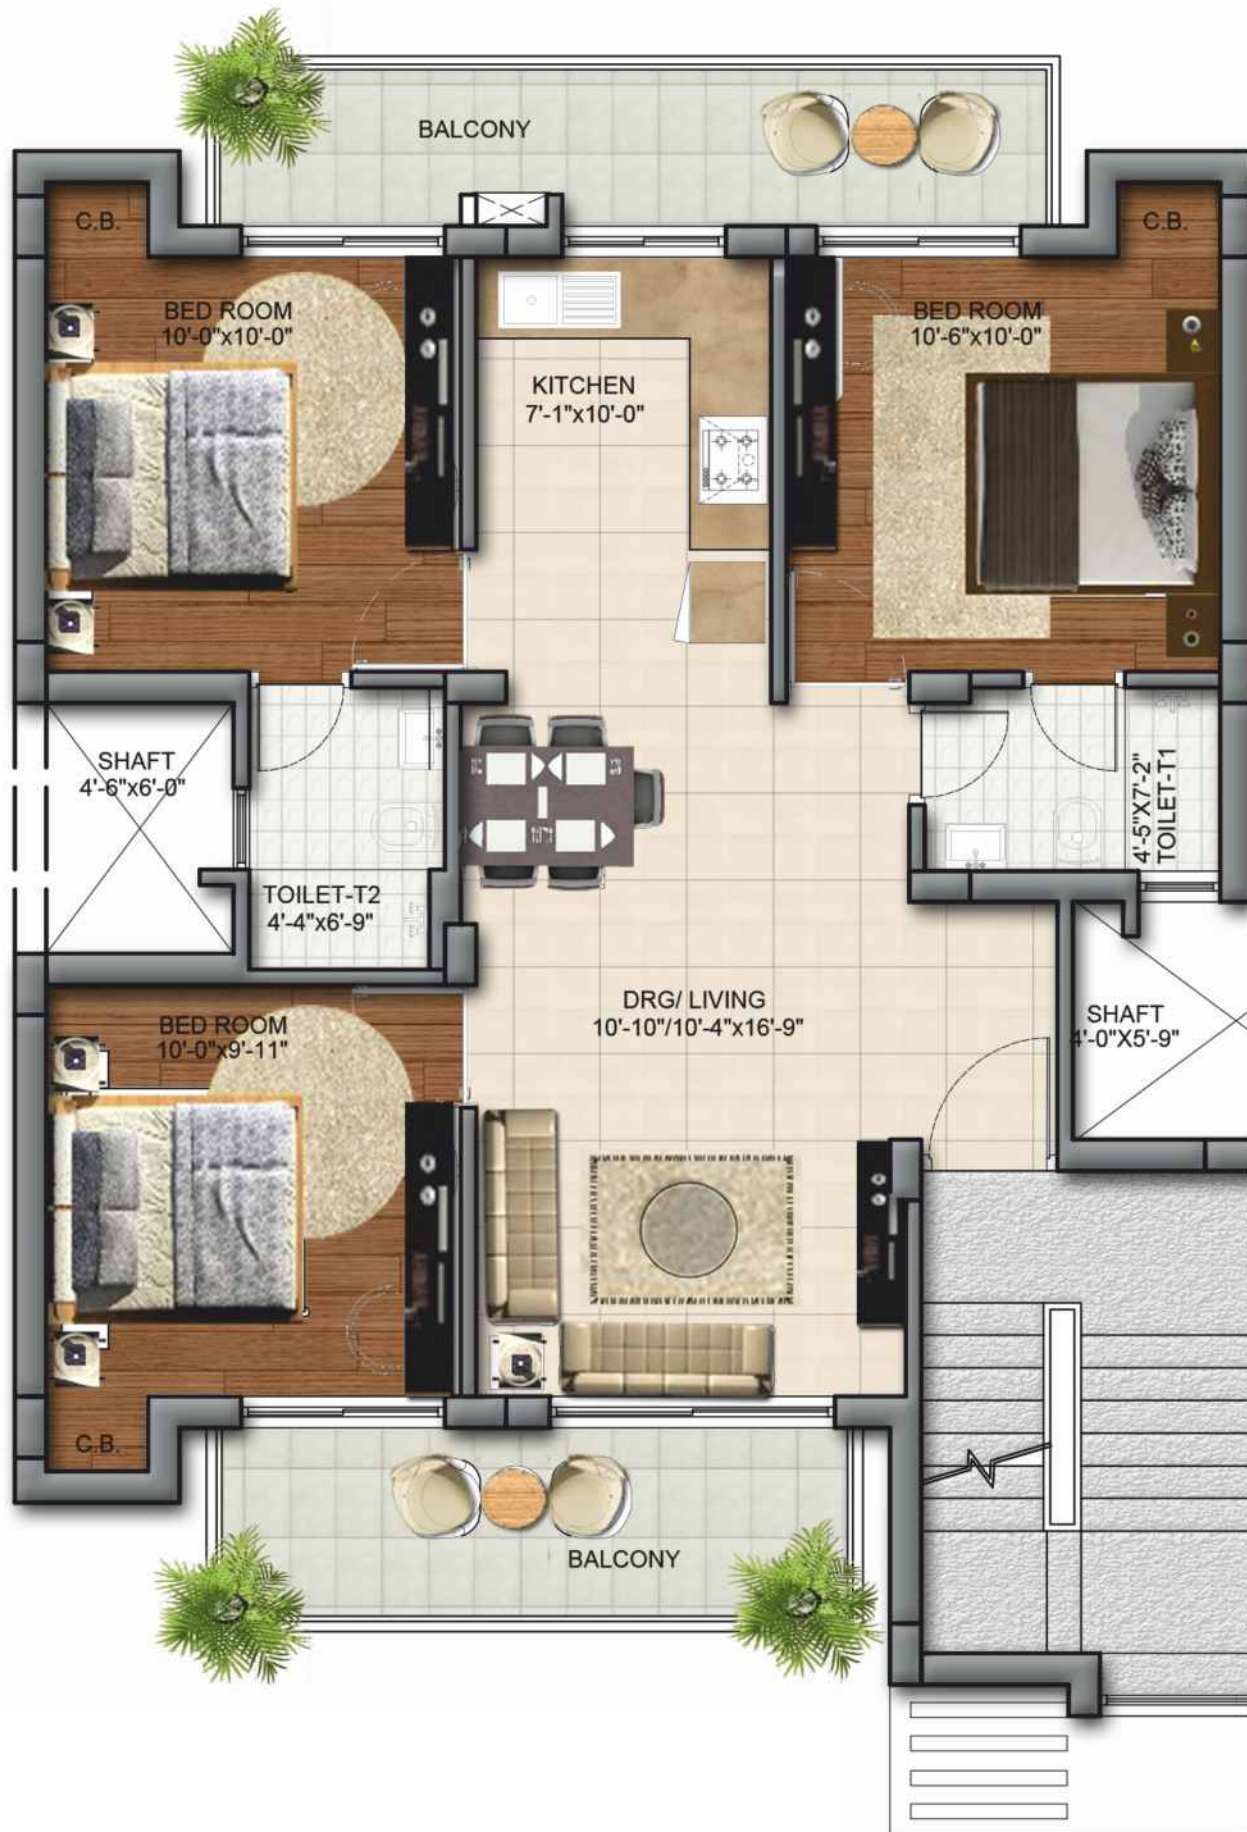 BALCONY
C.B.
C.B.
BED ROOM
10'-0"x10'-0"
BED ROOM
10'-6"x10'-0"
KITCHEN
7'-1"x10'-0"
SHAFT
4'-6"x6'-0"
4'-5"X7'-2"
TOILET-T1
TOILET-T2
4'-4"x6'-9"
DRG/ LIVING
10'-10"/10'-4"x16'-9"
SHAFT
4'-0"X5'-9"
BED ROOM
10'-0"x9'-11"
C.B.
BALCONY